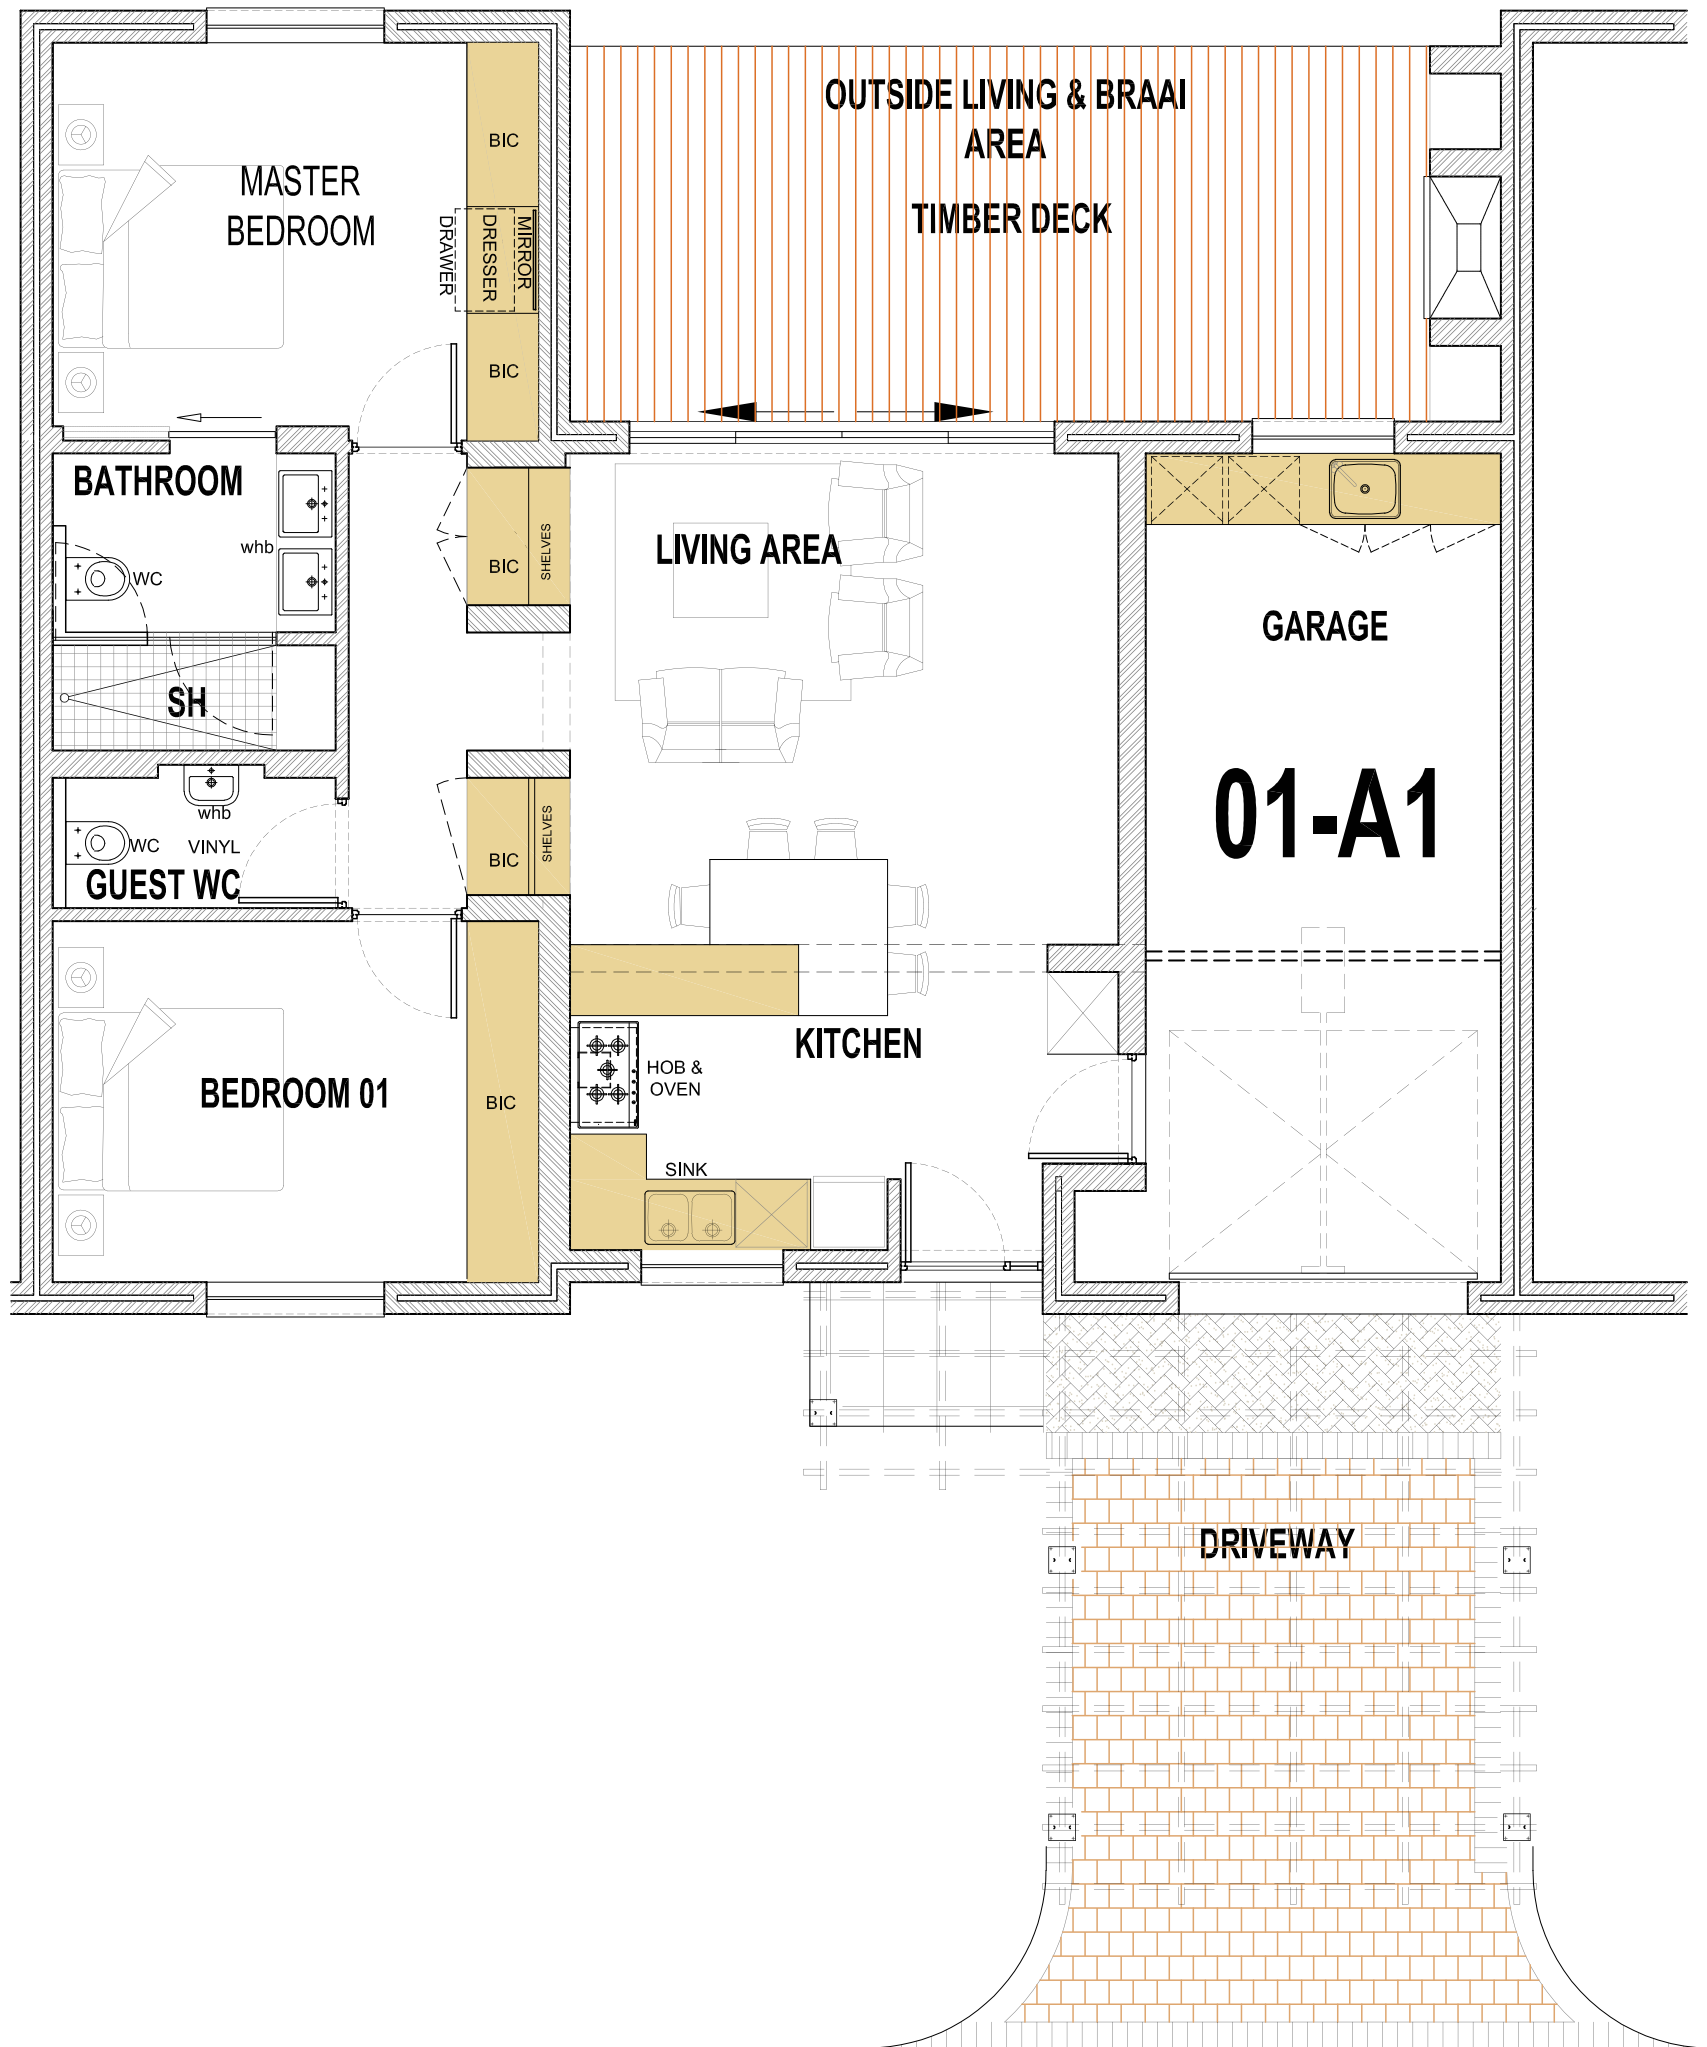 OUTSIDE LIVING & BRAAI
AREA
TIMBER DECK
BIC
MASTER
BEDROOM
DRAWER
DRESSER
MIRROR
BIC
BATHROOM
whb
WC
BIC
SHELVES
LIVING AREA
GARAGE
SH
01-A1
whb
WC
VINYL
GUEST WC
BIC
SHELVES
KITCHEN
HOB &
OVEN
BEDROOM 01
BIC
SINK
DRIVEWAY